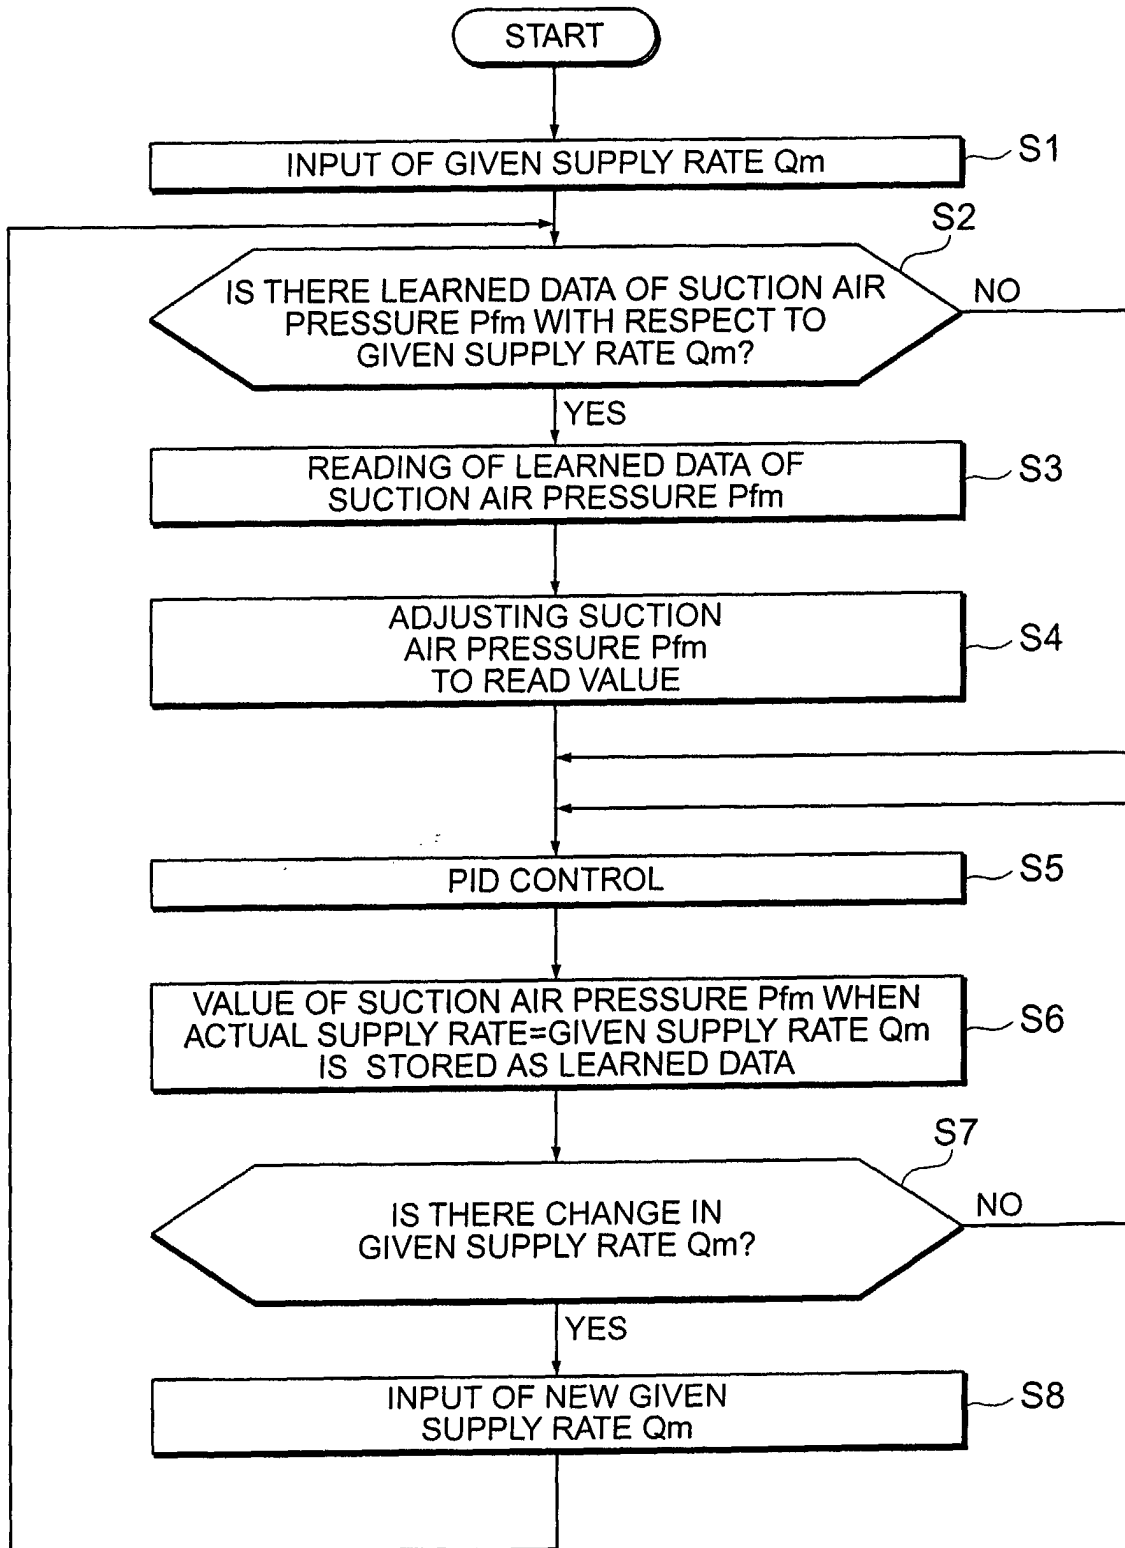 START
INPUT OF GIVEN SUPPLY RATE Qm
S1
S2
IS THERE LEARNED DATA OF SUCTION AIR
PRESSURE Pfm WITH RESPECT TO
GIVEN SUPPLY RATE Qm?
NO
YES
READING OF LEARNED DATA OF
SUCTION AIR PRESSURE Pfm
S3
ADJUSTING SUCTION
AIR PRESSURE Pfm
TO READ VALUE
S4
PID CONTROL
S5
VALUE OF SUCTION AIR PRESSURE Pfm WHEN
ACTUAL SUPPLY RATE=GIVEN SUPPLY RATE Qm
IS STORED AS LEARNED DATA
S6
S7
IS THERE CHANGE IN
GIVEN SUPPLY RATE Qm?
NO
YES
INPUT OF NEW GIVEN
SUPPLY RATE Qm
S8